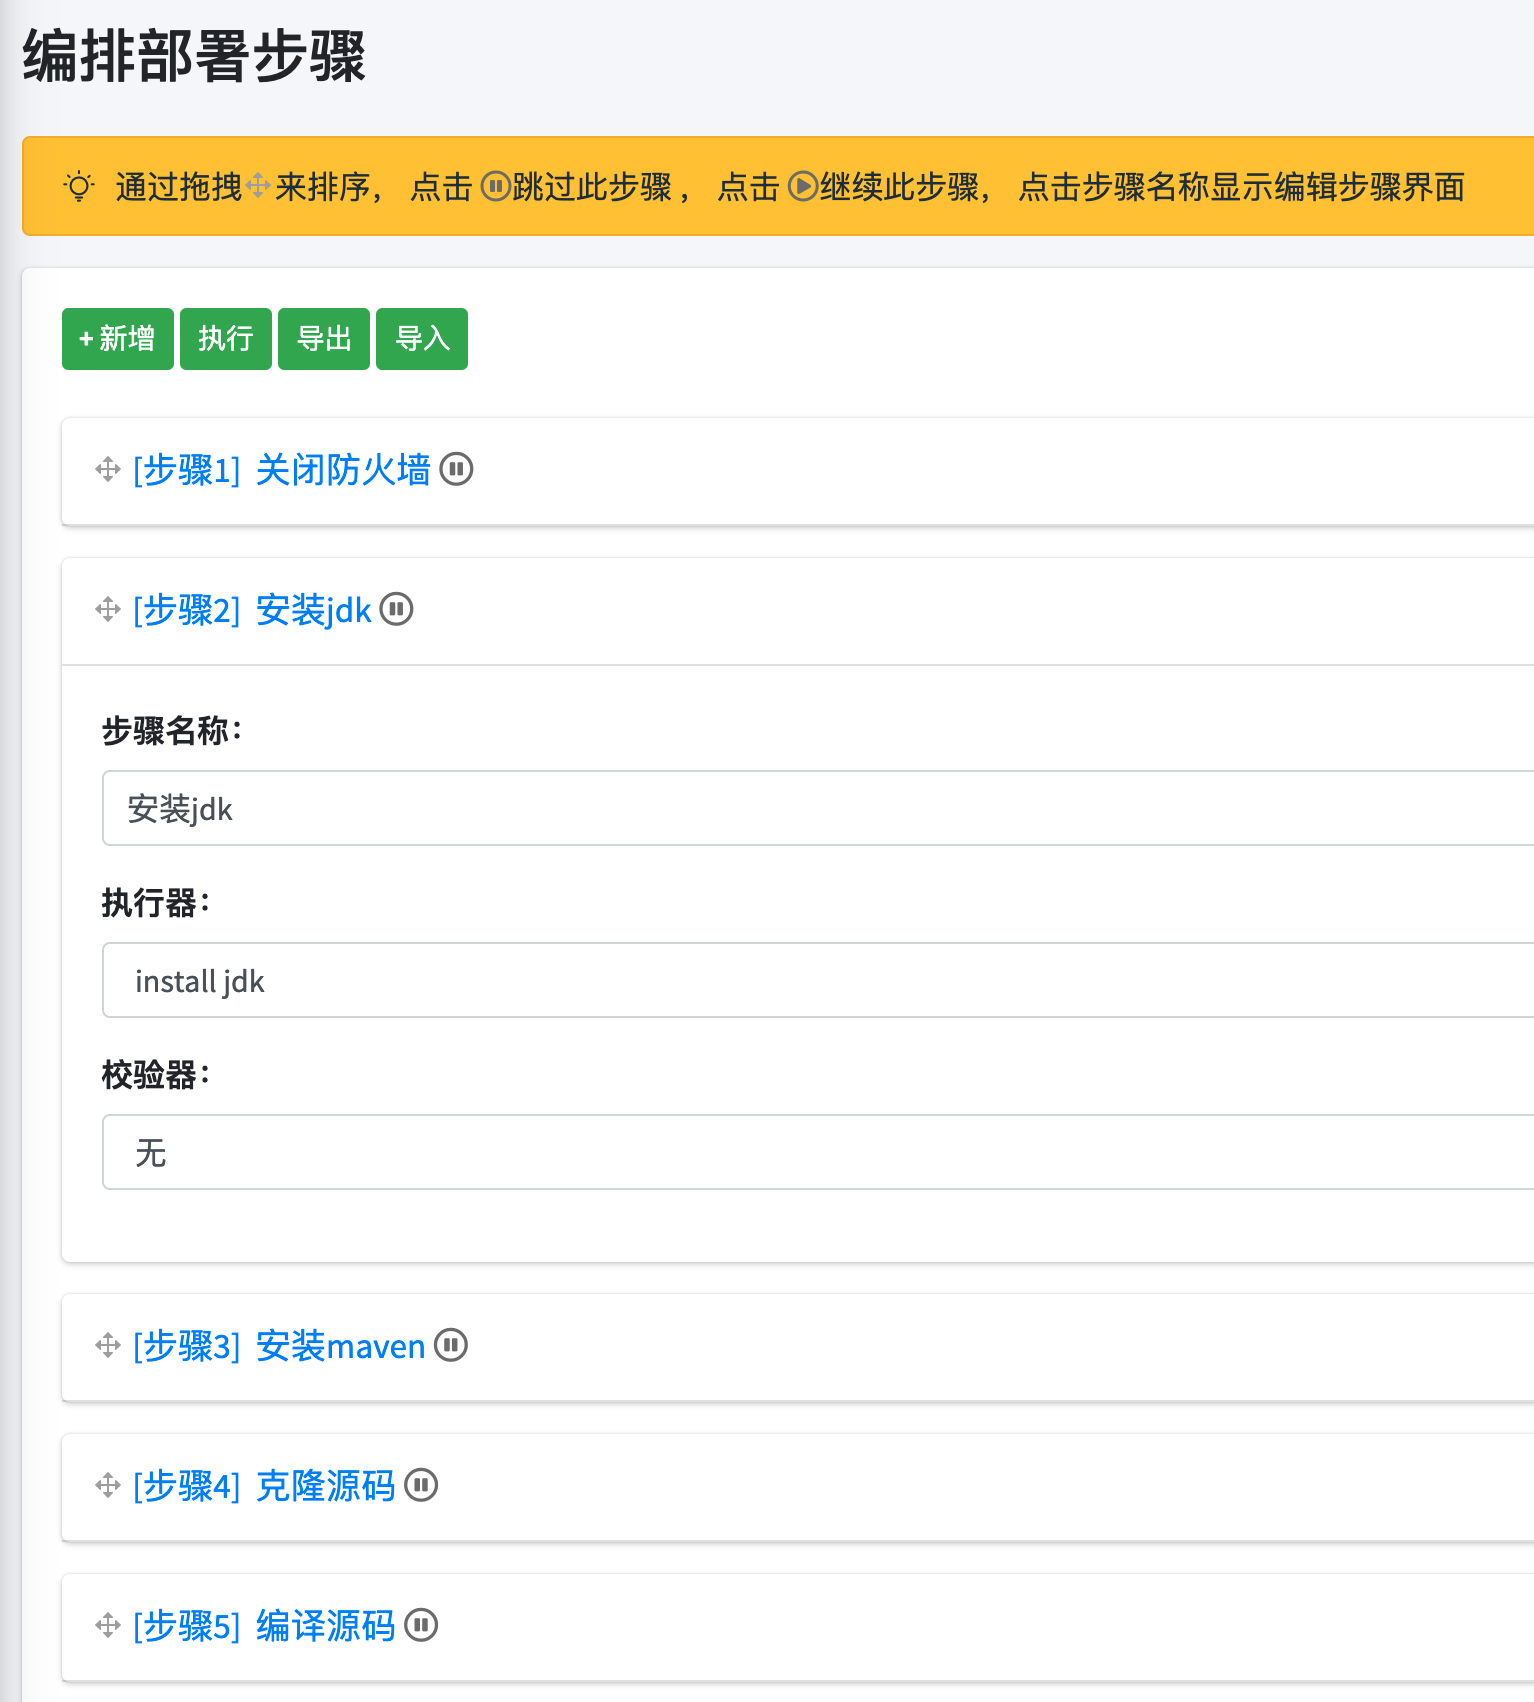 编排部署步骤
通过拖拽来排序， 点击跳过此步骤， 点击继续此步骤， 点击步骤名称显示编辑步骤界面
+ 新增 执行 导出 导入
[步骤1] 关闭防火墙
[步骤2] 安装jdk
步骤名称：
安装jdk
执行器：
install jdk
校验器：
无
[步骤3] 安装maven
[步骤4] 克隆源码
[步骤5] 编译源码